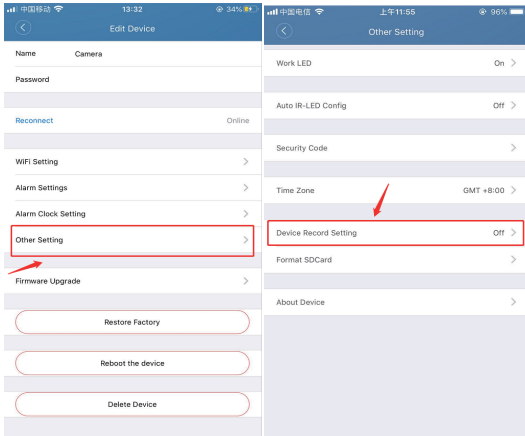 中国移动 13:32 34%
Edit Device
Name Camera
Password
Reconnect Online
WiFi Setting
Alarm Settings
Alarm Clock Setting
Other Setting
Firmware Upgrade
Restore Factory
Reboot the device
Delete Device
中国电信 上午11:55 96%
Other Setting
Work LED On
Auto IR-LED Config Off
Security Code
Time Zone GMT +8:00
Device Record Setting Off
Format SDCard
About Device